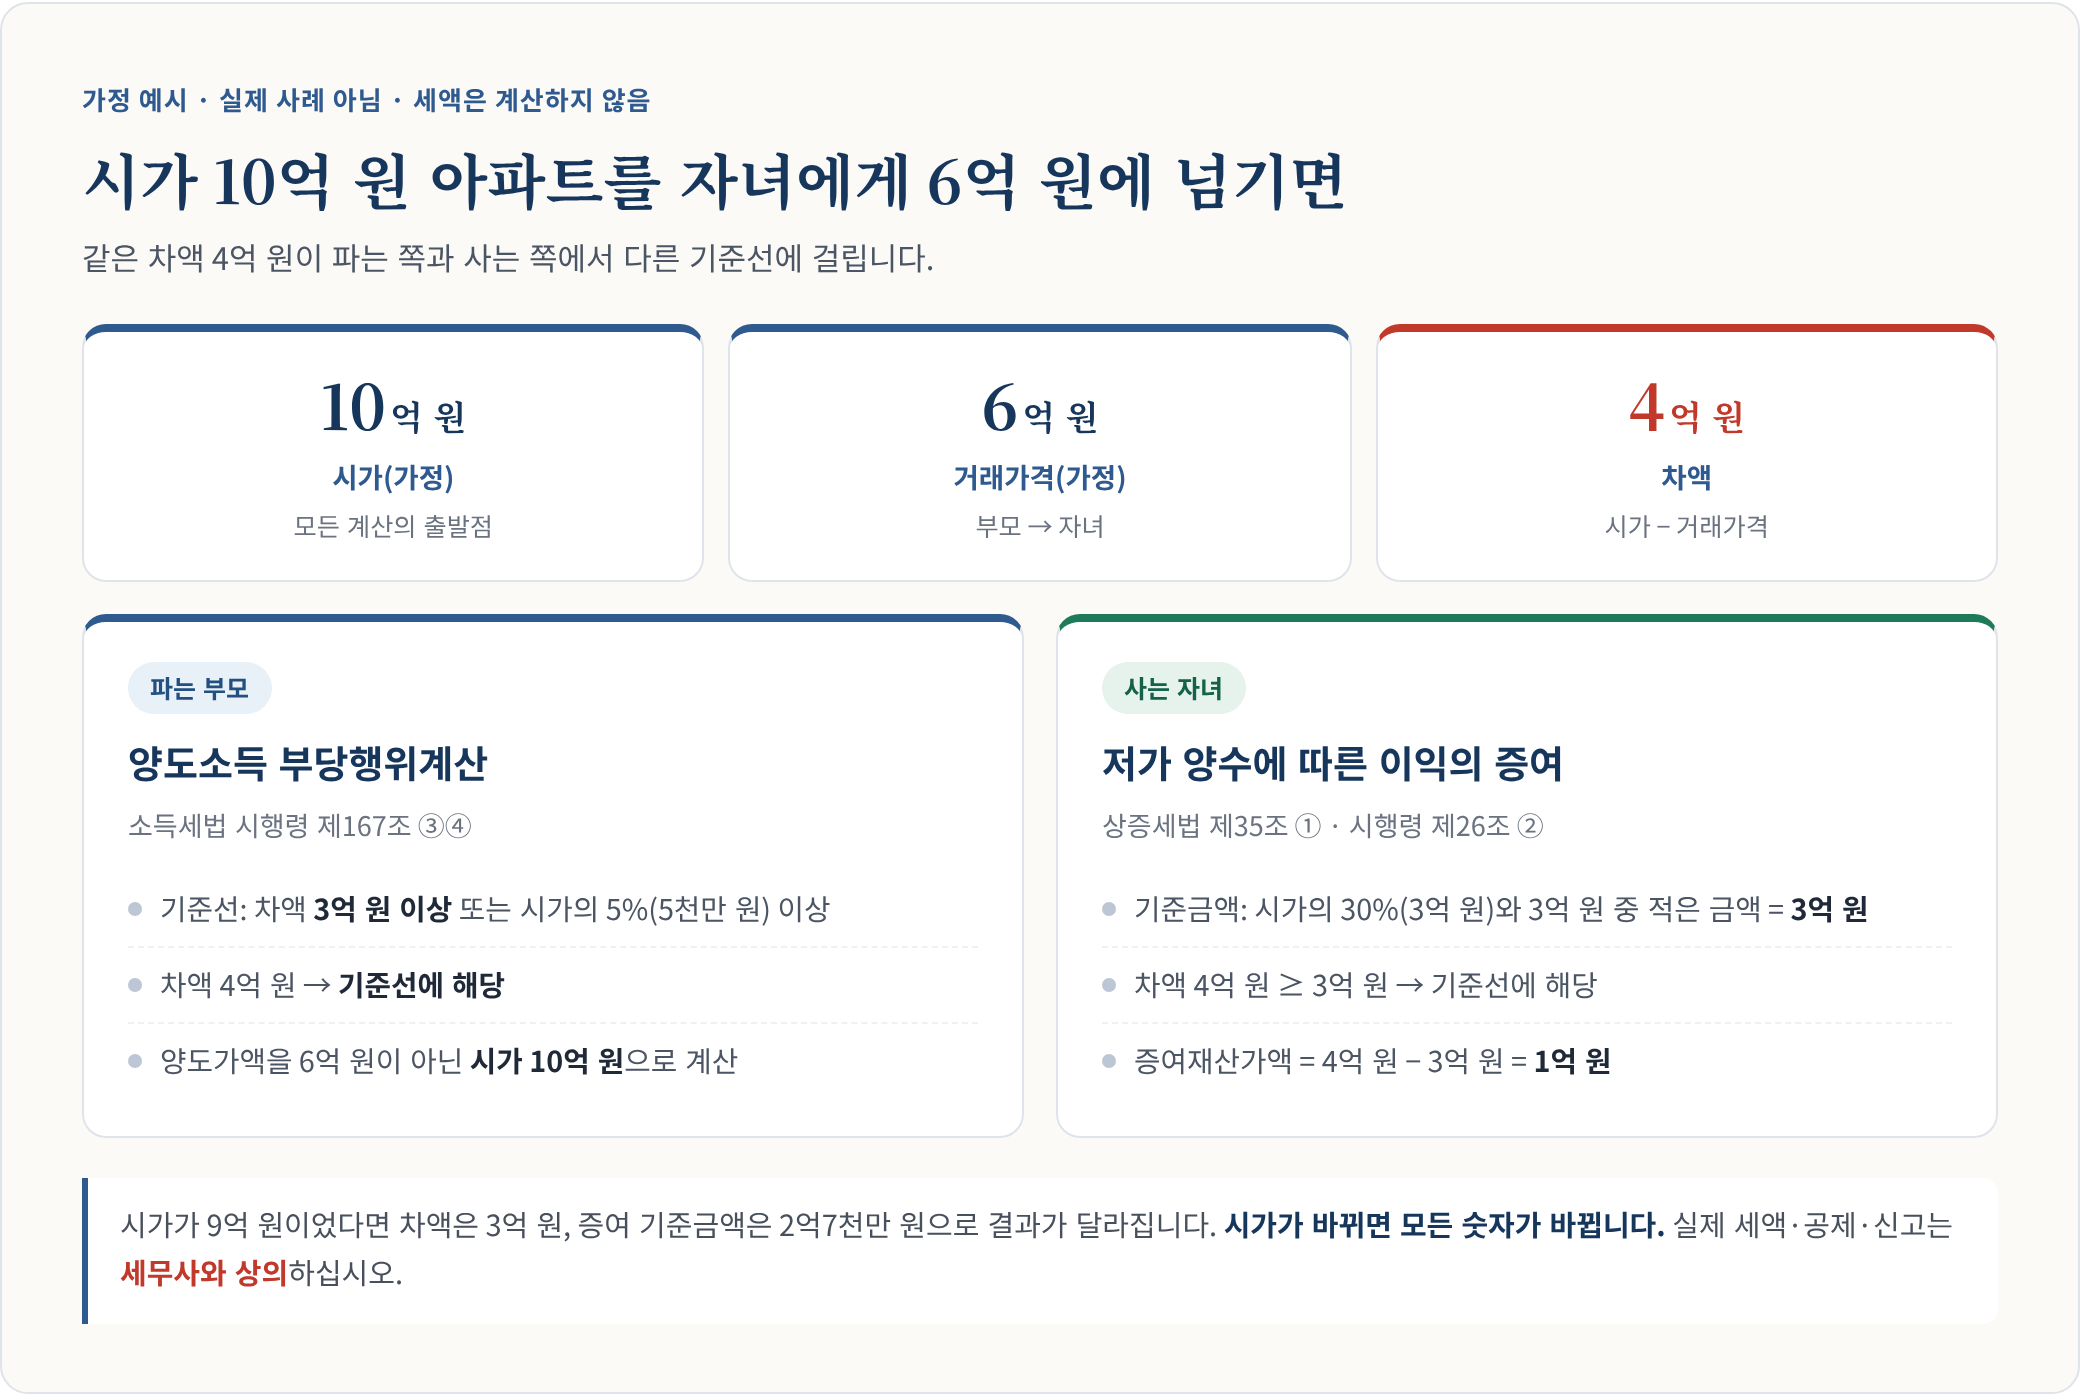 가정 예시 · 실제 사례 아님 · 세액은 계산하지 않음
시가 10억 원 아파트를 자녀에게 6억 원에 넘기면
같은 차액 4억 원이 파는 쪽과 사는 쪽에서 다른 기준선에 걸립니다.
10억 원
시가(가정)
모든 계산의 출발점
6억 원
거래가격(가정)
부모 → 자녀
4억 원
차액
시가 − 거래가격
파는 부모
양도소득 부당행위계산
소득세법 시행령 제167조 ③④
기준선: 차액 3억 원 이상 또는 시가의 5%(5천만 원) 이상
차액 4억 원 → 기준선에 해당
양도가액을 6억 원이 아닌 시가 10억 원으로 계산
사는 자녀
저가 양수에 따른 이익의 증여
상증세법 제35조 ① · 시행령 제26조 ②
기준금액: 시가의 30%(3억 원)와 3억 원 중 적은 금액 = 3억 원
차액 4억 원 ≥ 3억 원 → 기준선에 해당
증여재산가액 = 4억 원 − 3억 원 = 1억 원
시가가 9억 원이었다면 차액은 3억 원, 증여 기준금액은 2억7천만 원으로 결과가 달라집니다. 시가가 바뀌면 모든 숫자가 바뀝니다. 실제 세액·공제·신고는
세무사와 상의하십시오.